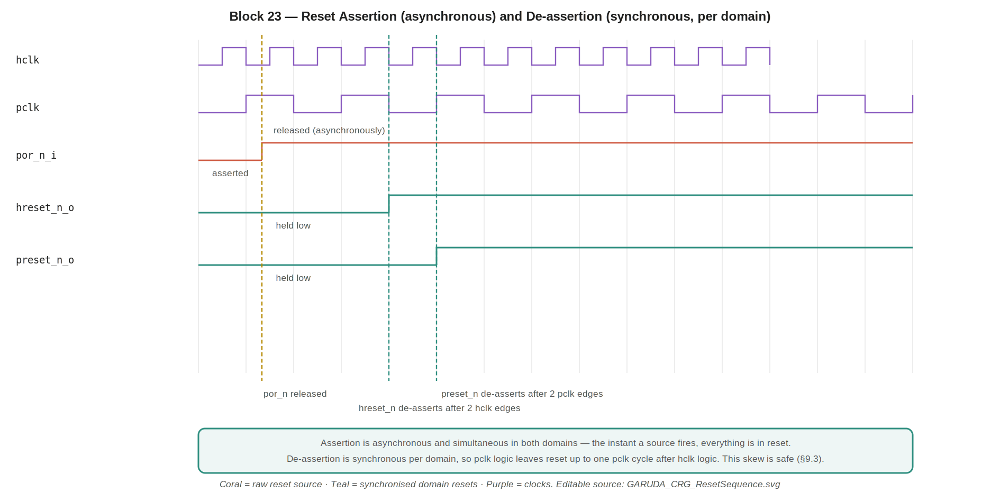 Block 23 — Reset Assertion (asynchronous) and De-assertion (synchronous, per domain)
hclk
pclk
released (asynchronously)
por_n_i
asserted
hreset_n_o
held low
preset_n_o
held low
por_n released
preset_n de-asserts after 2 pclk edges
hreset_n de-asserts after 2 hclk edges
Assertion is asynchronous and simultaneous in both domains — the instant a source fires, everything is in reset.
De-assertion is synchronous per domain, so pclk logic leaves reset up to one pclk cycle after hclk logic. This skew is safe (§9.3).
Coral = raw reset source · Teal = synchronised domain resets · Purple = clocks. Editable source: GARUDA_CRG_ResetSequence.svg